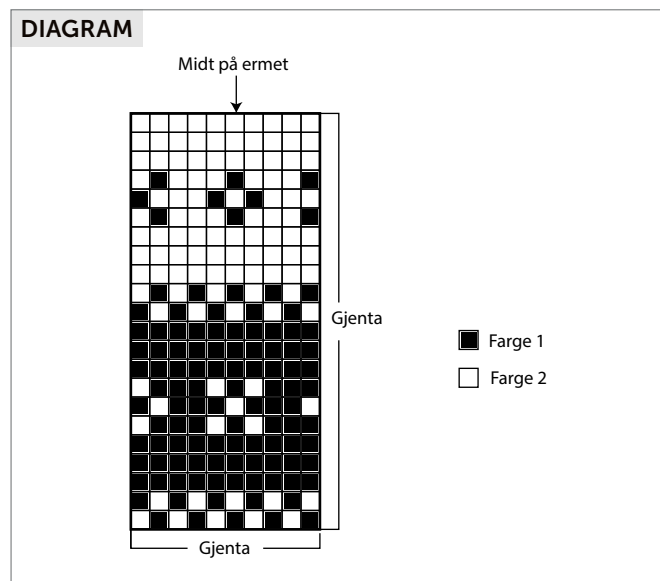 DIAGRAM
Midt på ermet
Gjenta
Farge 1
Farge 2
Gjenta